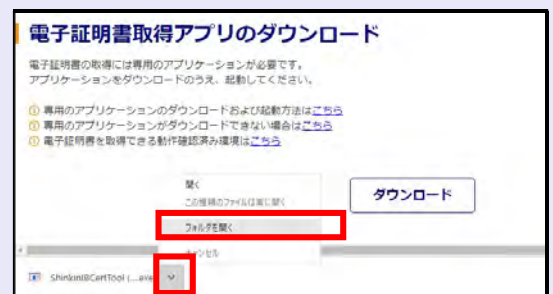 電子証明書取得アプリのダウンロード
電子証明書の取得には専用のアプリケーションが必要です。
アプリケーションをダウンロードのうえ、起動してください。
専用のアプリケーションのダウンロードおよび起動方法はこちら
専用のアプリケーションがダウンロードできない場合はこちら
電子証明書を取得できる動作確認済み環境はこちら
開く
この種類のファイルは常に開く
ダウンロード
フォルダを開く
キャンセル
ShinkinIBCertTool (....exe